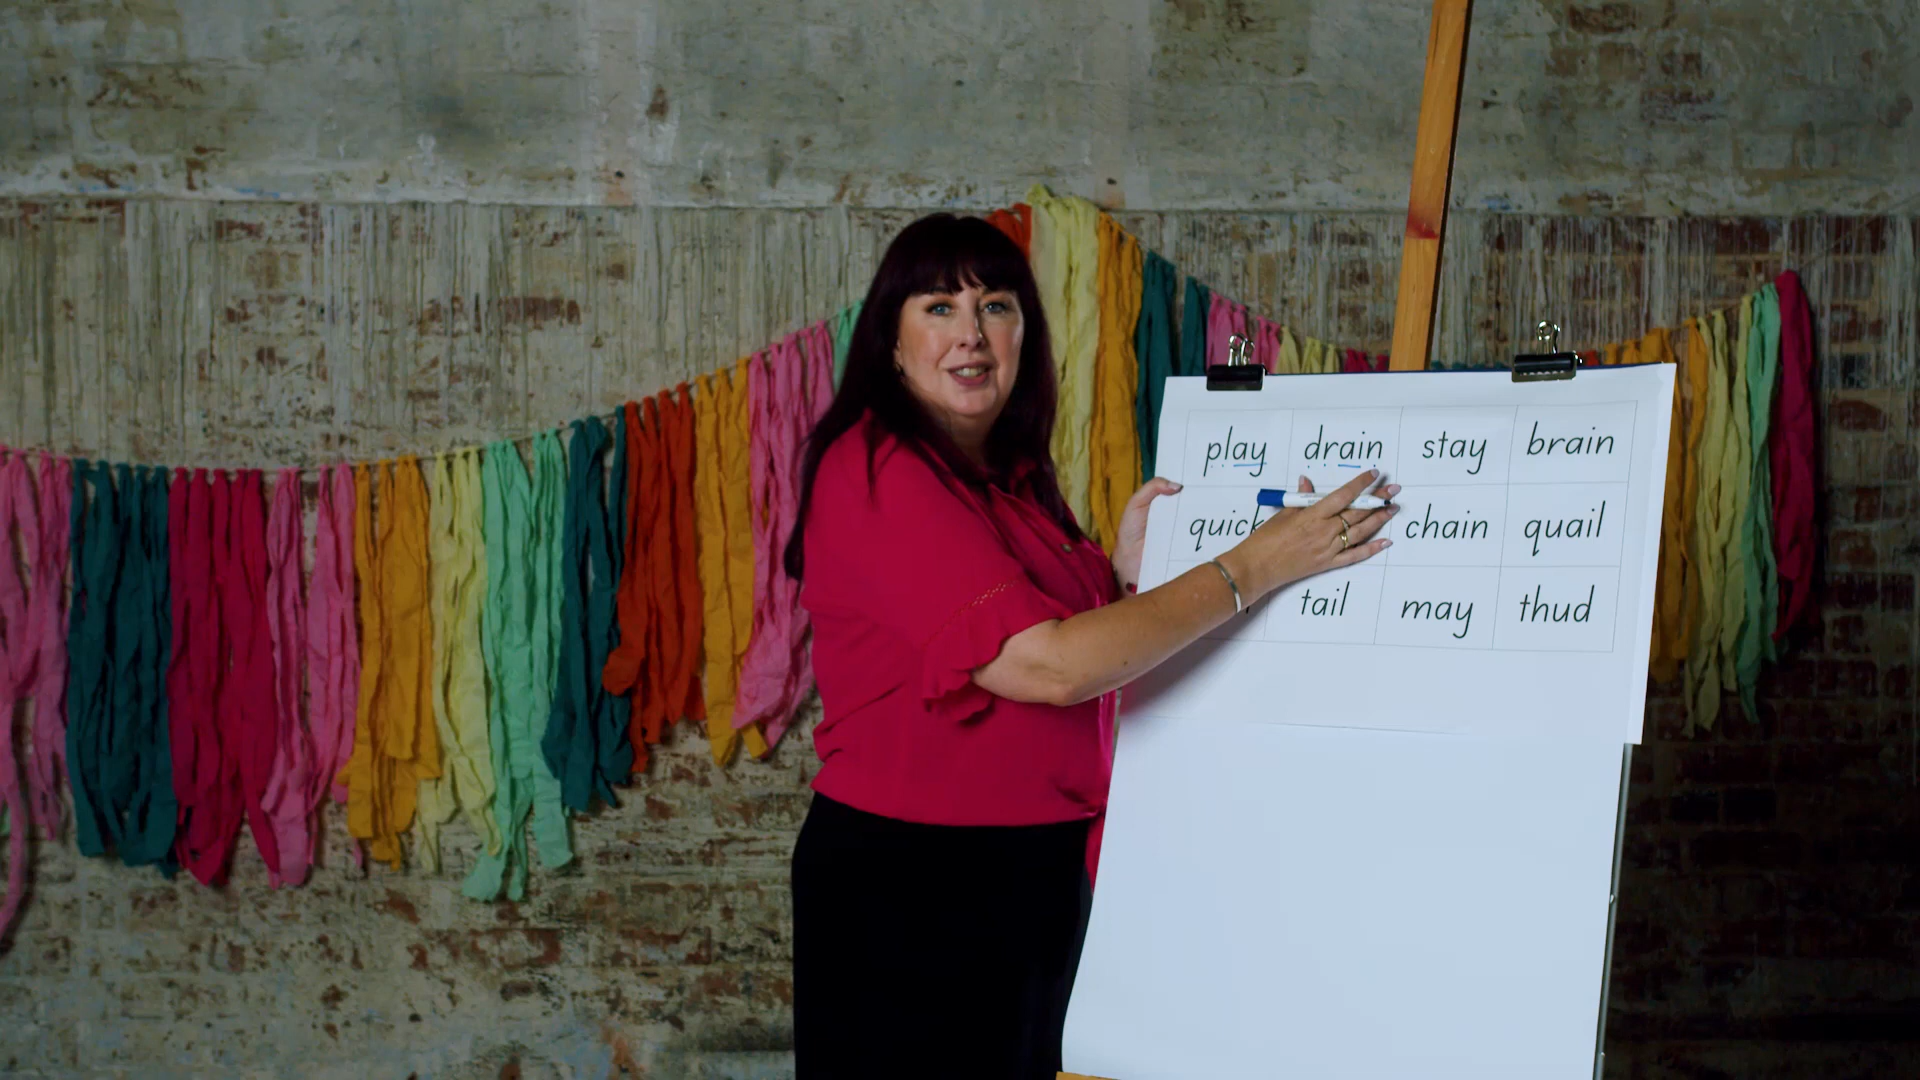 play drain stay brain
quick chain quail
tail may thud